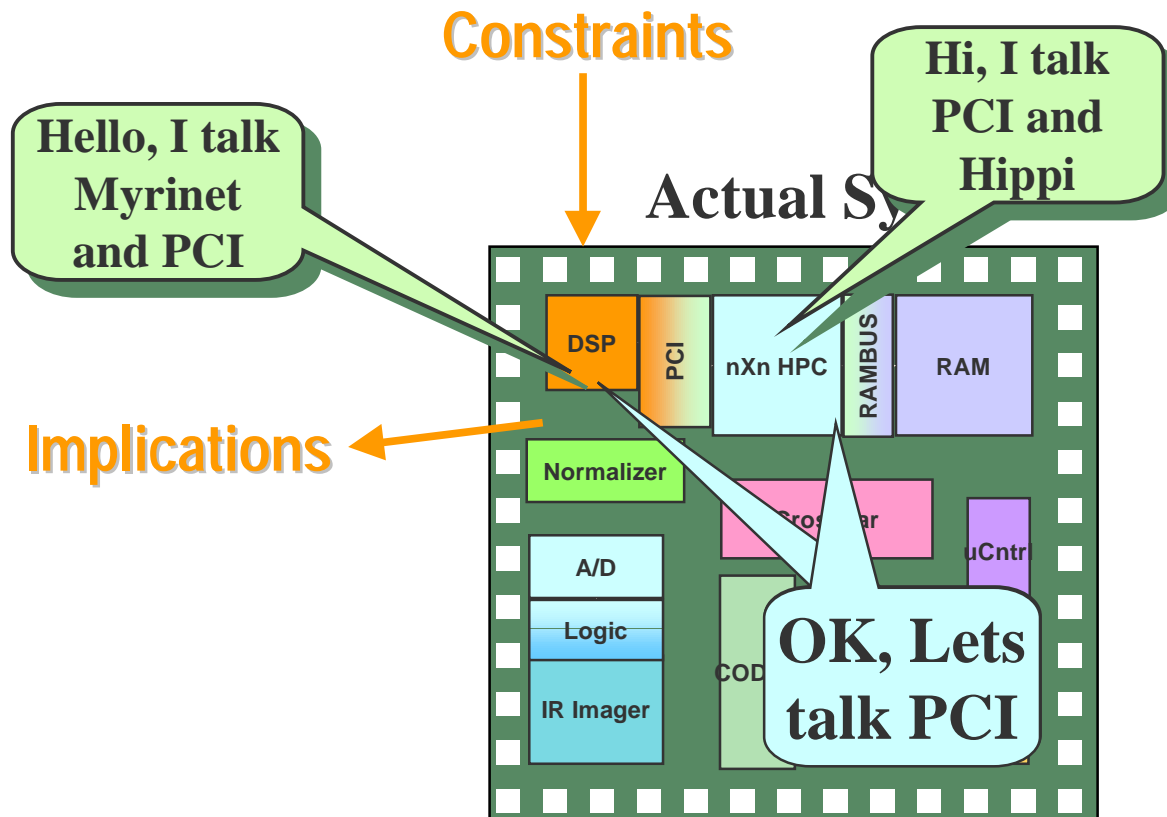 Constraints
Hello, I talk
Myrinet
and PCI
Hi, I talk
PCI and
Hippi
Actual
DSP
PCI
nXn HPC
RAMBUS
RAM
Implications
Normalizer
uCntrl
A/D
Logic
IR Imager
OK, Lets
talk PCI